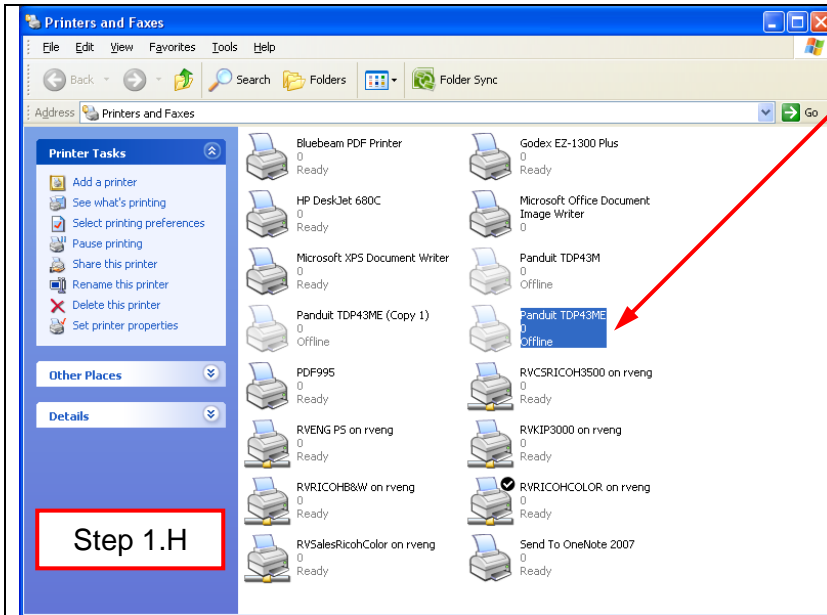 Printers and Faxes
File Edit View Favorites Tools Help
Back Search Folders Folder Sync
Address Printers and Faxes Go
Printer Tasks
Add a printer
See what's printing
Select printing preferences
Pause printing
Share this printer
Rename this printer
Delete this printer
Set printer properties
Other Places
Details
Step 1.H
Bluebeam PDF Printer
0
Ready
Godex EZ-1300 Plus
0
Ready
HP DeskJet 680C
0
Ready
Microsoft Office Document
Image Writer
0
Microsoft XPS Document Writer
0
Ready
Panduit TDP43M
0
Offline
Panduit TDP43ME (Copy 1)
0
Offline
Panduit TDP43ME
0
Offline
PDF995
0
Ready
RVCSRICOH3500 on rveng
0
Ready
RVENG PS on rveng
0
Ready
RVKIP3000 on rveng
0
Ready
RVRICOHB&W on rveng
0
Ready
RVRICOHCOLOR on rveng
0
Ready
RVSalesRicohColor on rveng
0
Ready
Send To OneNote 2007
0
Ready